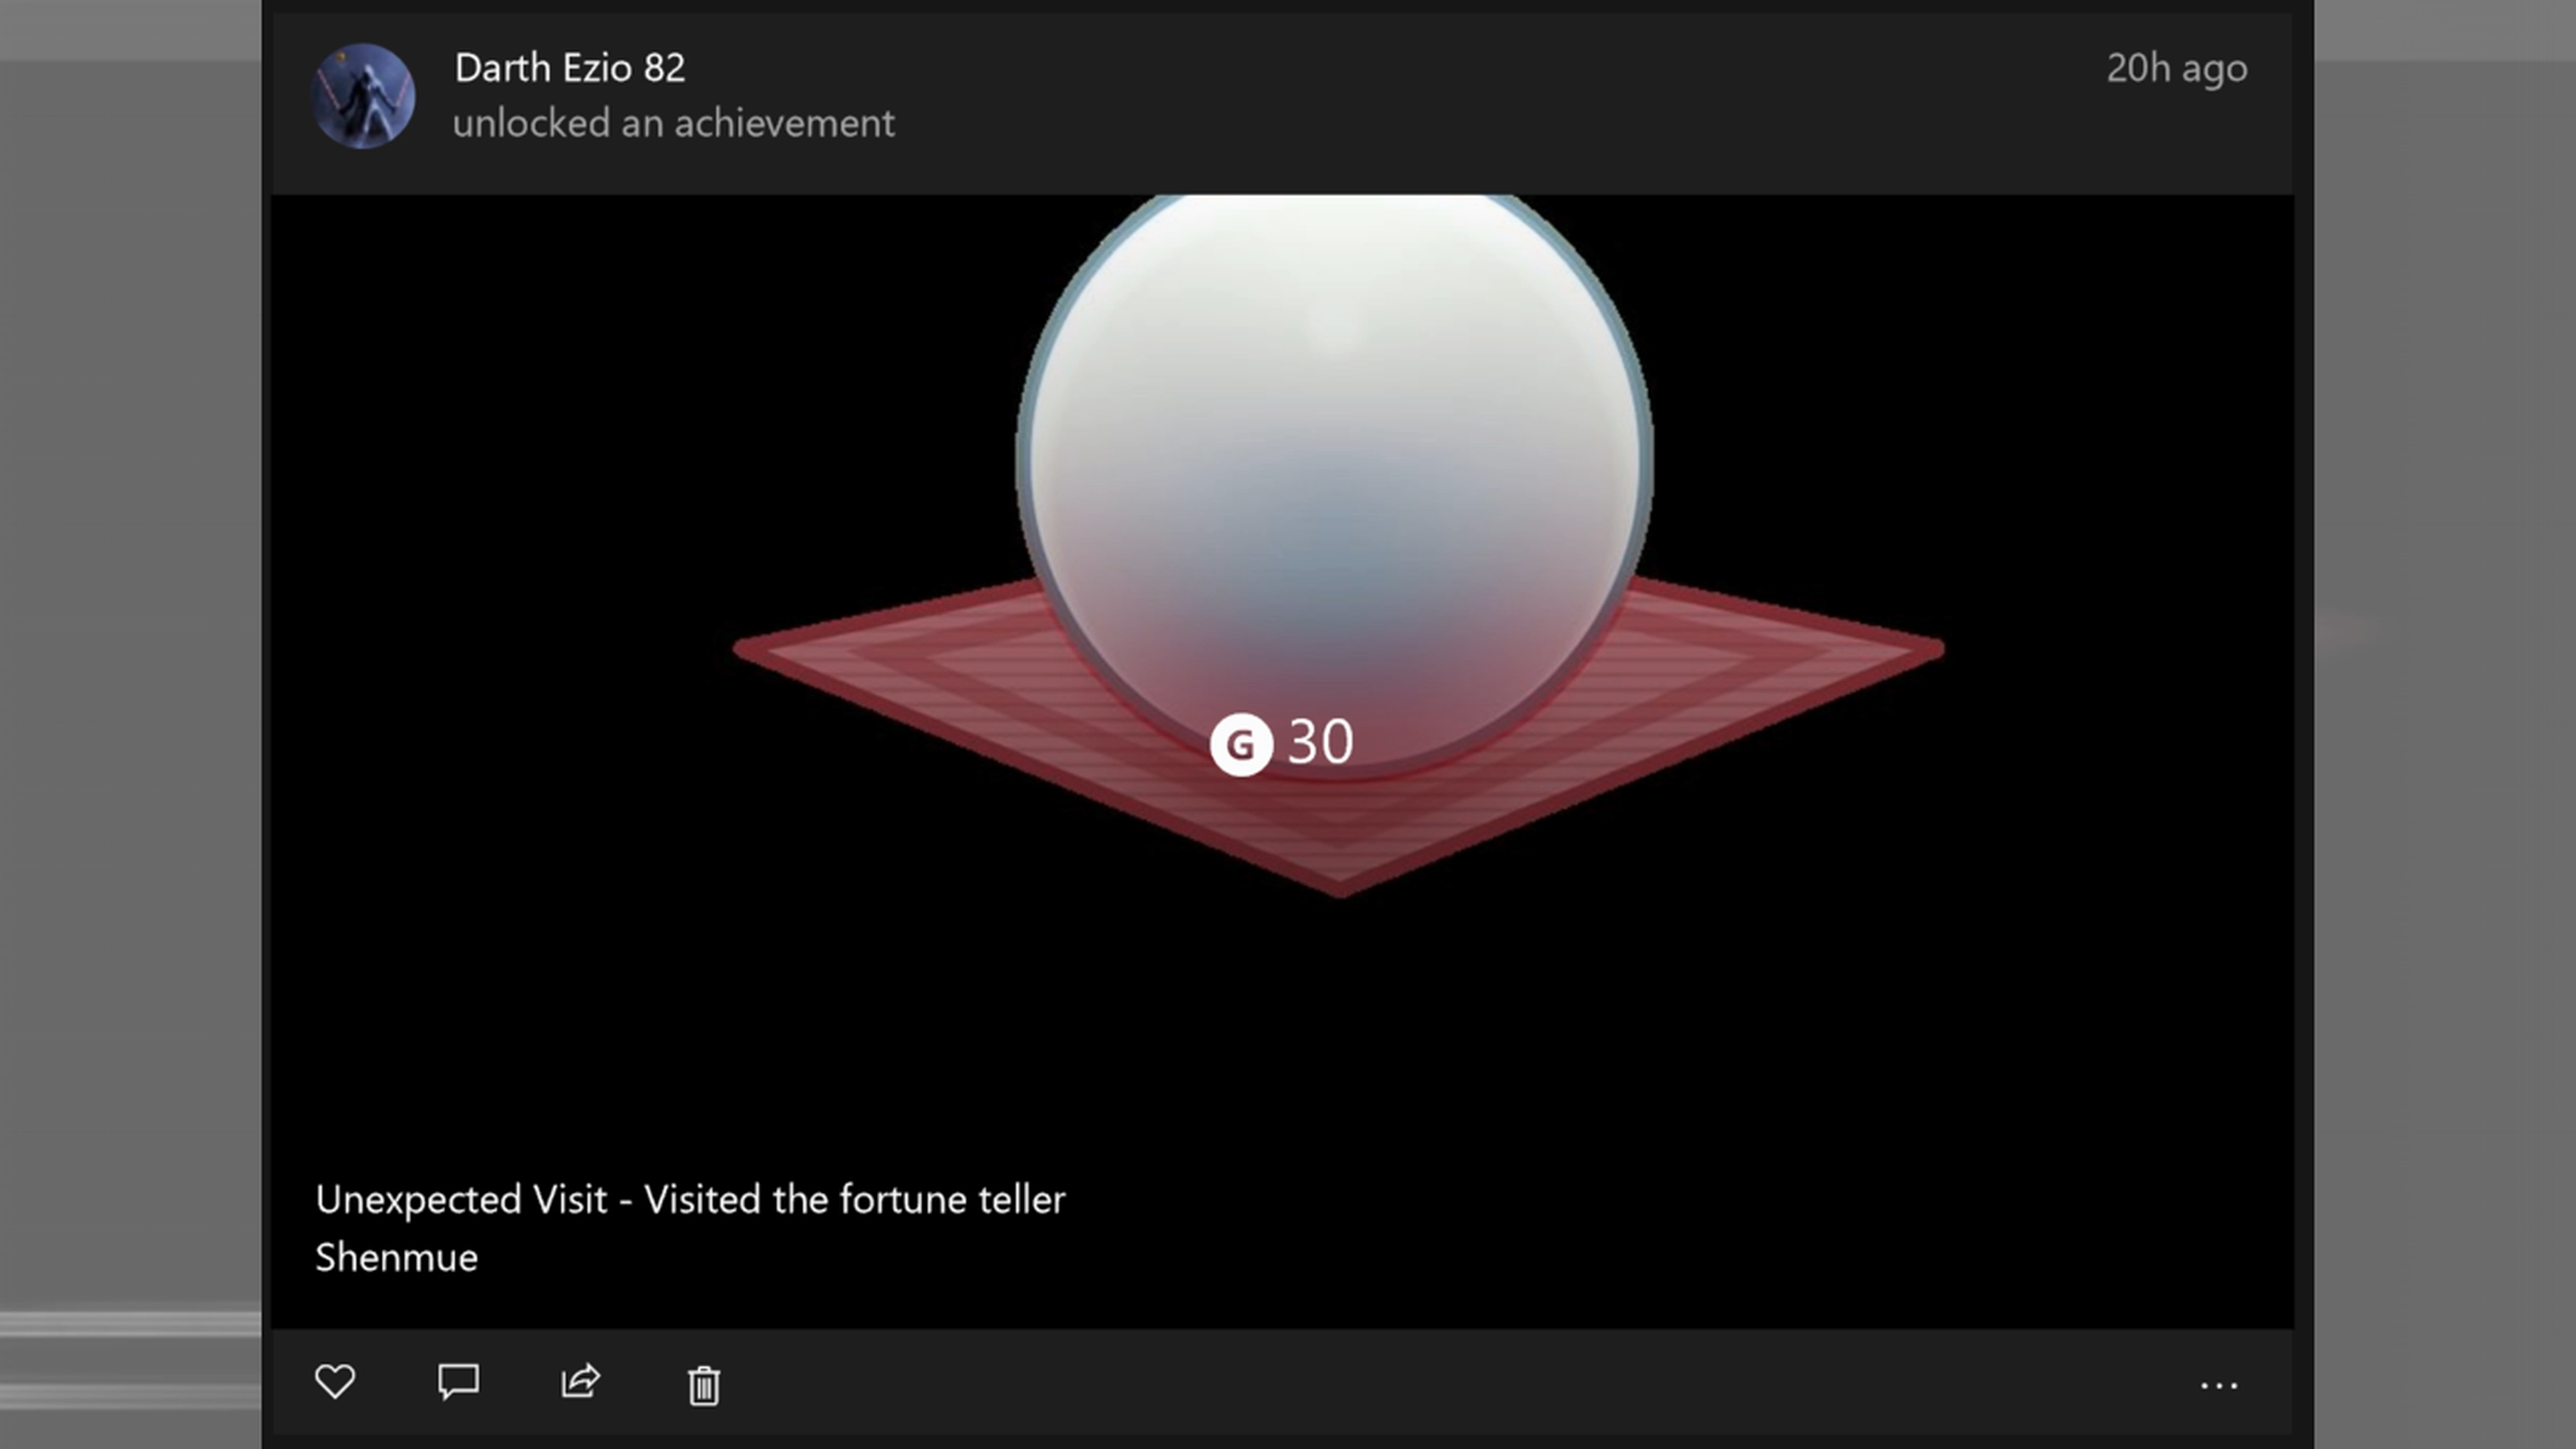 Darth Ezio 82
20h ago
unlocked an achievement
G 30
Unexpected Visit - Visited the fortune teller
Shenmue